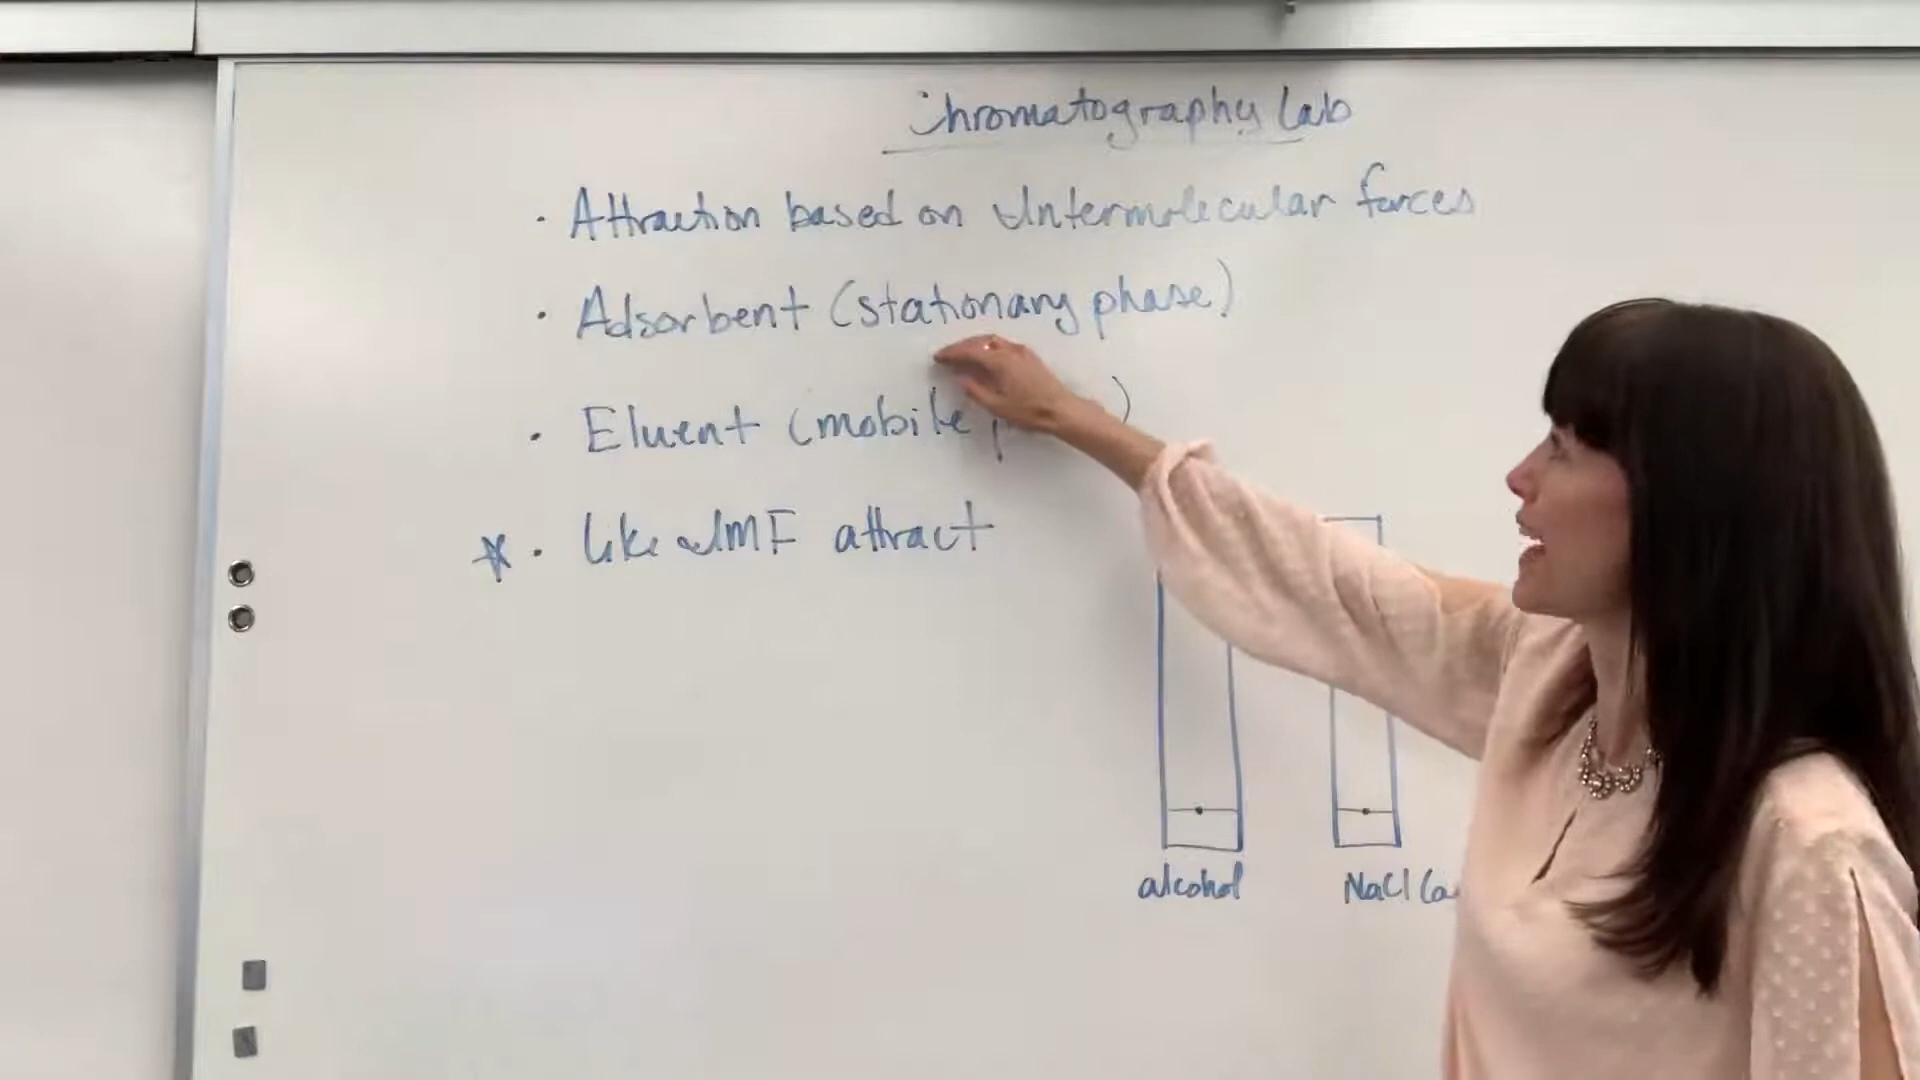 Chromatography Lab
· Attraction based on Intermolecular forces
· Adsorbent (stationary phase)
· Eluent (mobile )
☆ · like IMF attract
alcohol
NaCl (a